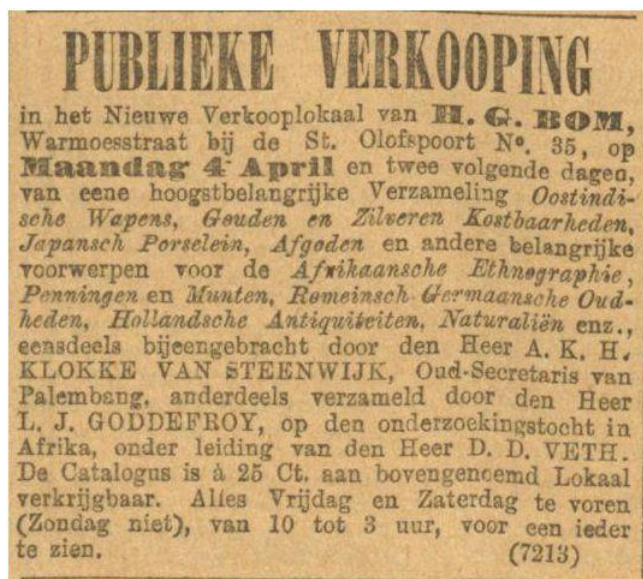 PUBLIEKE VERKOOPING
in het Nieuwe Verkooplokaal van H. G. BOM,
Warmoesstraat bij de St. Olofspoort No. 35, op
Maandag 4 April en twee volgende dagen,
van eene hoogstbelangrijke Verzameling Oostindi-
sche Wapens, Gouden en Zilveren Kostbaarheden,
Japansch Porselein, Afgoden en andere belangrijke
voorwerpen voor de Afrikaansche Ethnographie,
Penningen en Munten, Romeinsch-Germaansche Oud-
heden, Hollandsche Antiquiteiten, Naturaliën enz.,
eensdeels bijeengebracht door den Heer A. K. H.
KLOKKE VAN STEENWIJK, Oud-Secretaris van
Palembang, anderdeels verzameld door den Heer
L. J. GODDEFROY, op den onderzoekingstocht in
Afrika, onder leiding van den Heer D. D. VETH.
De Catalogus is à 25 Ct. aan bovengenoemd Lokaal
verkrijgbaar. Alles Vrijdag en Zaterdag te voren
(Zondag niet), van 10 tot 3 uur, voor een ieder
te zien. (7213)